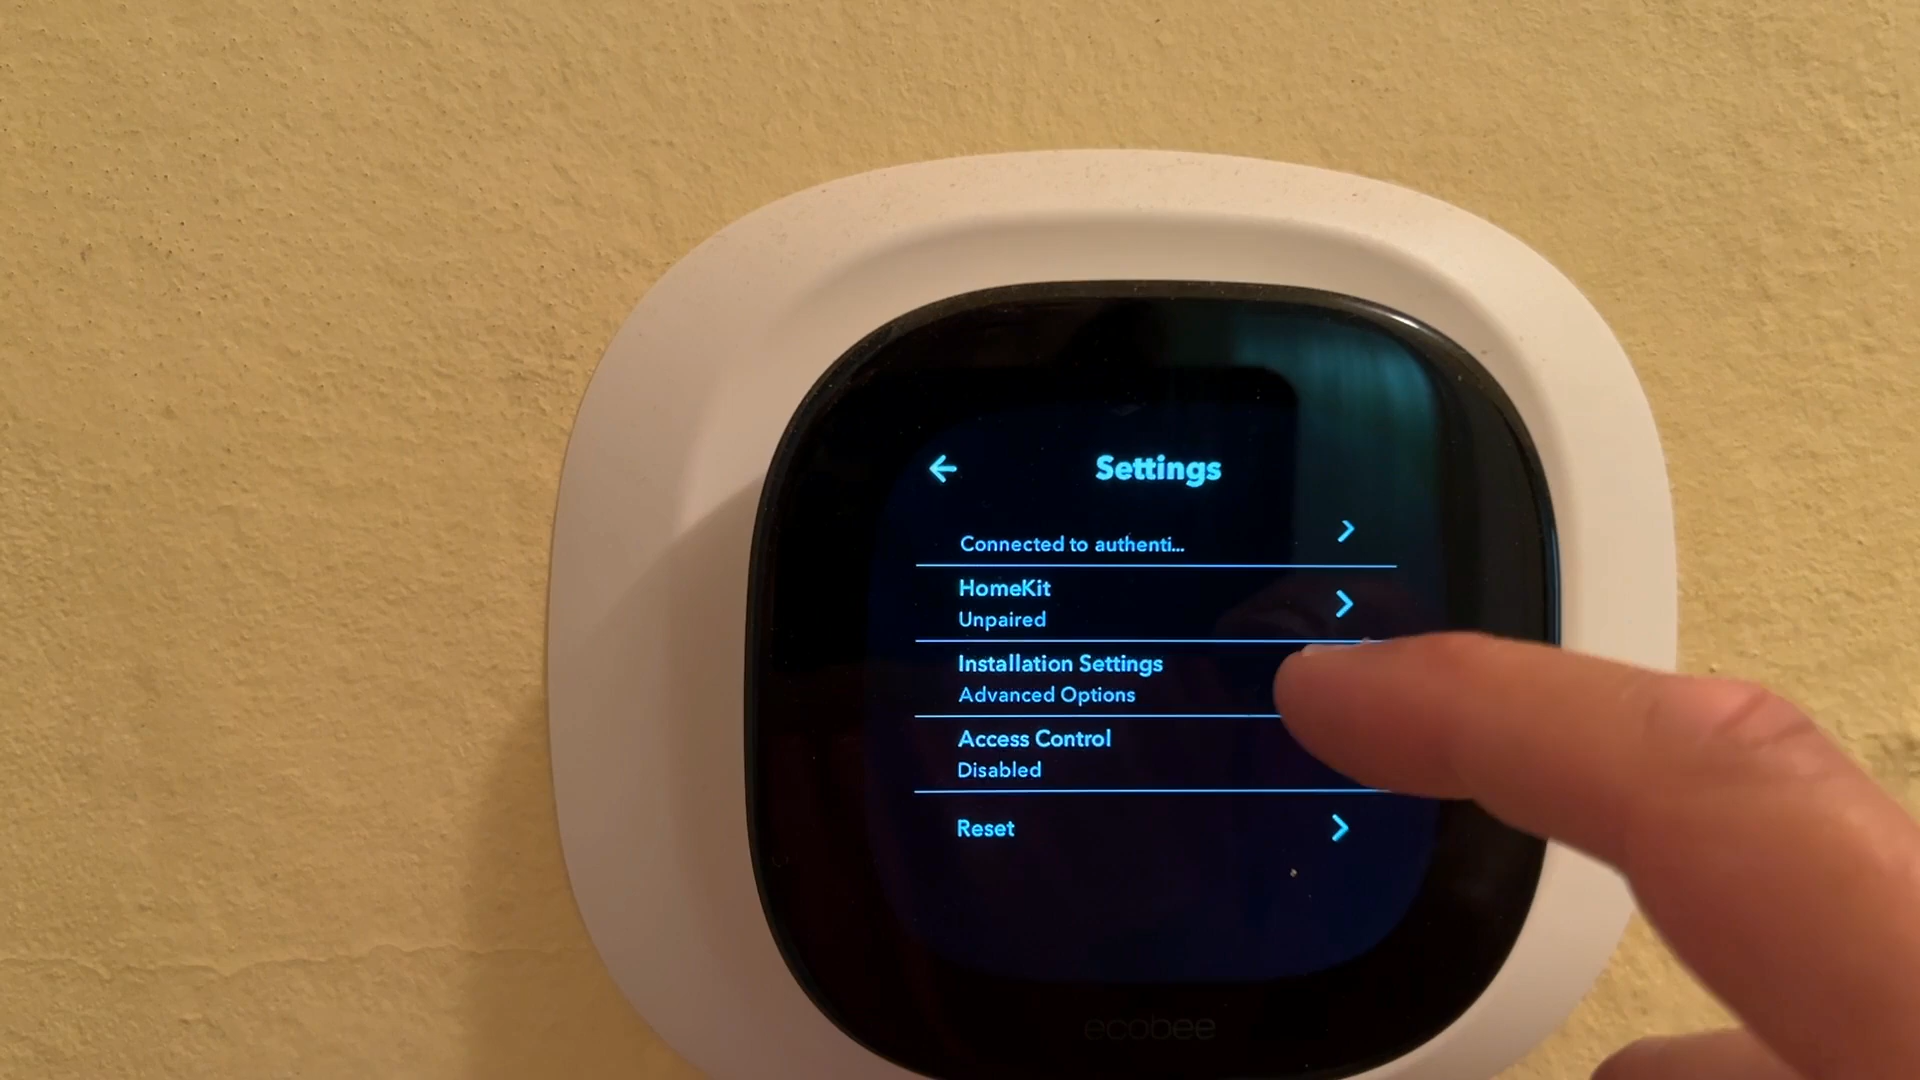 Settings
Connected to authenti...
HomeKit
Unpaired
Installation Settings
Advanced Options
Access Control
Disabled
Reset
ecobee